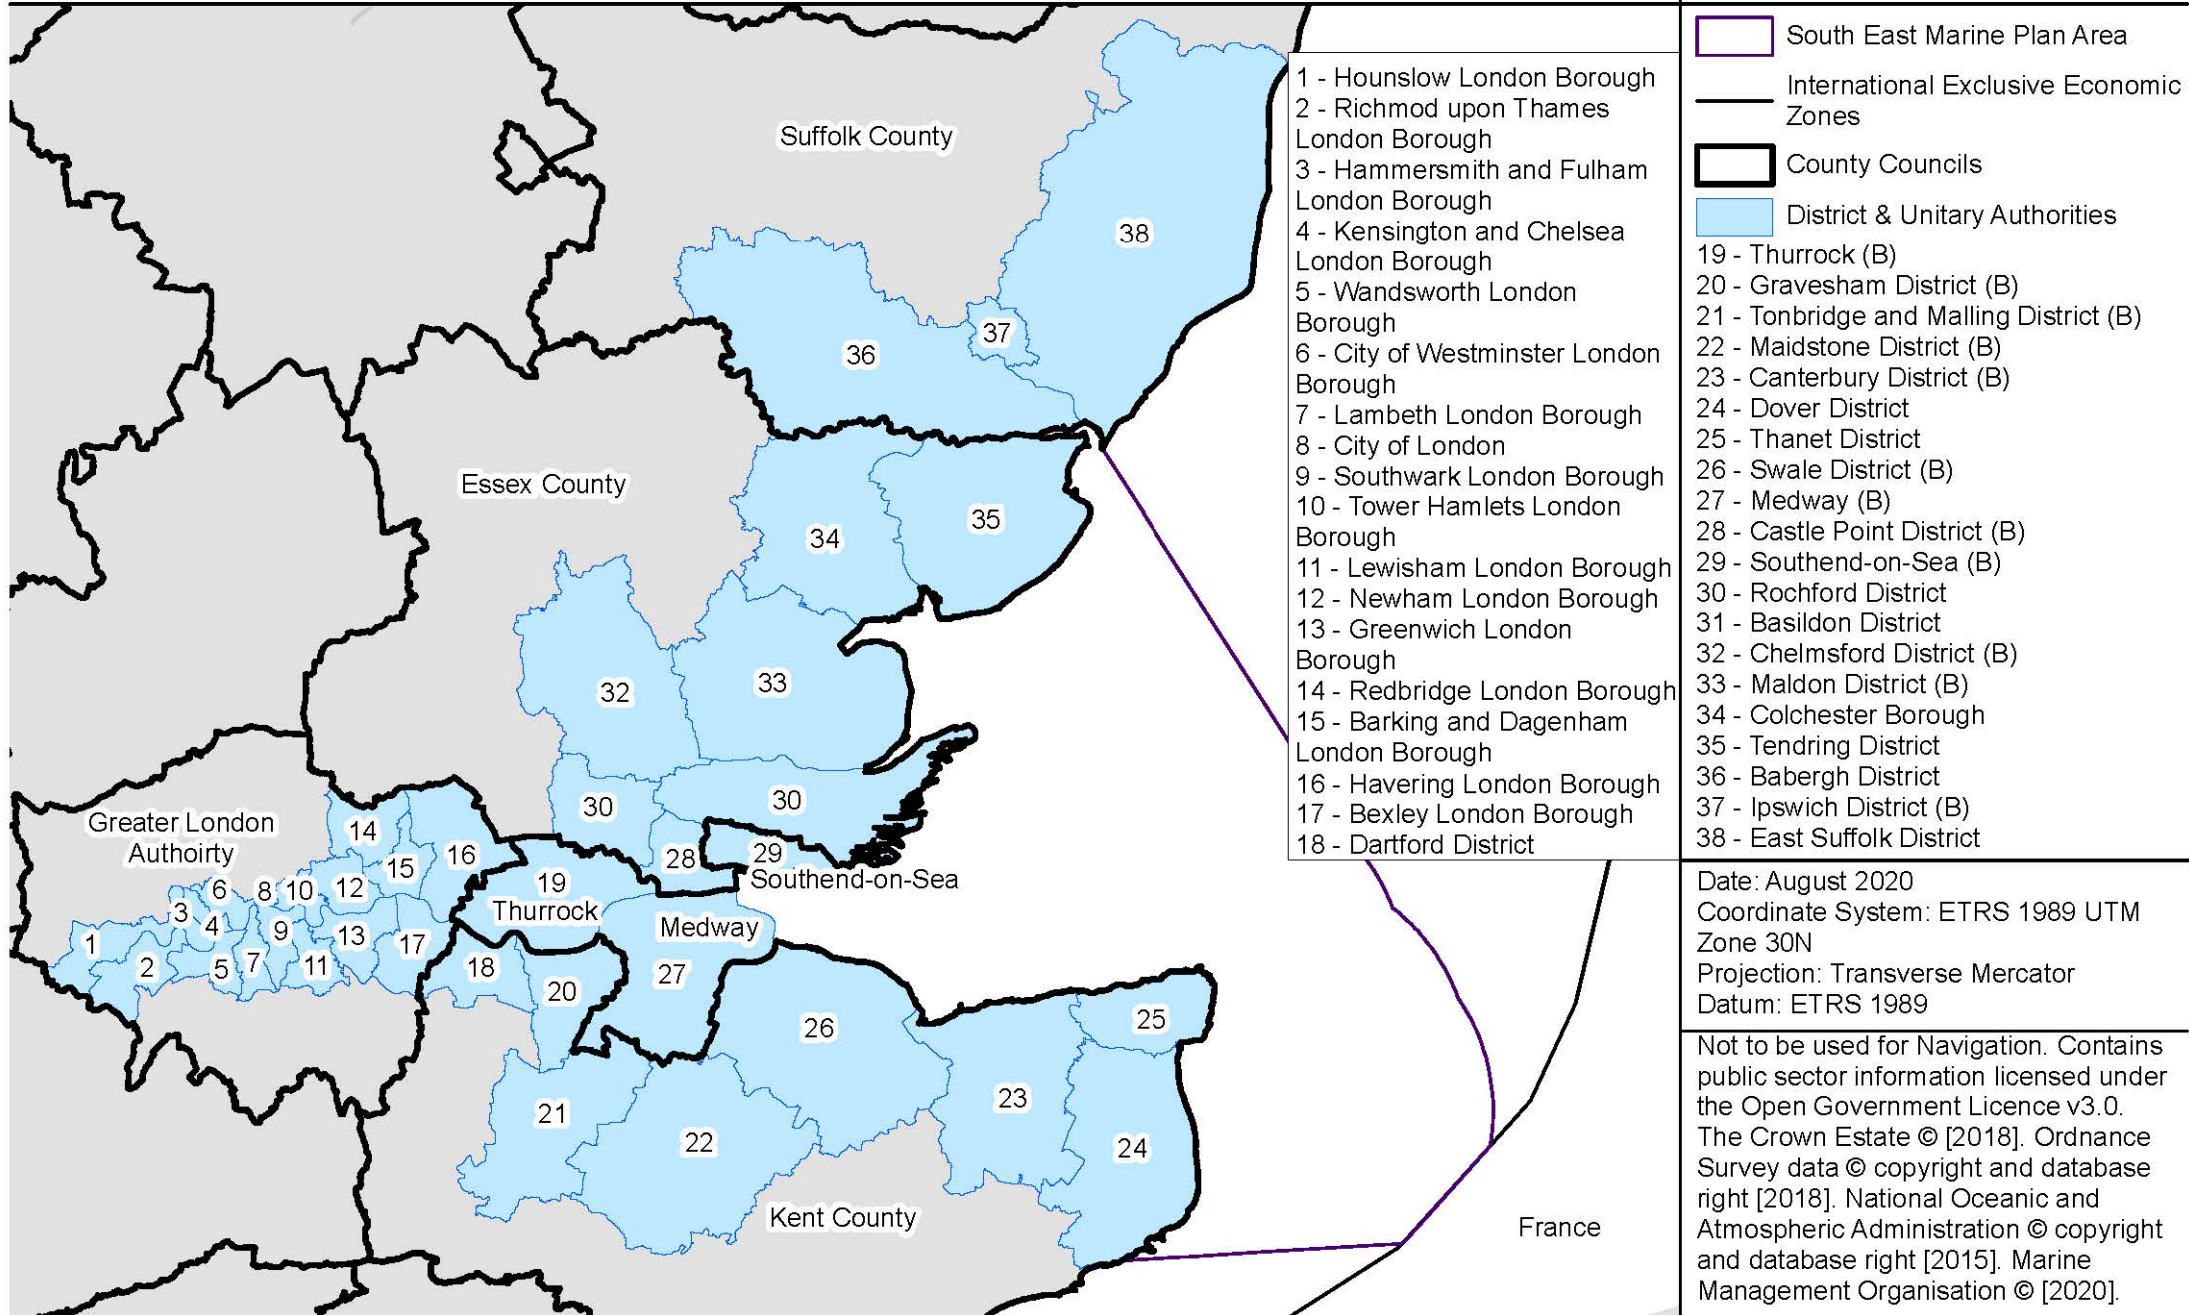 Suffolk County
38
37
36
Essex County
35
34
33
32
30
30
Greater London
Authoirty
14
16
15
28
29
Southend-on-Sea
19
Thurrock
Medway
6
8
10
12
3
4
9
13
17
1
2
5
7
11
18
20
27
26
25
23
21
22
24
Kent County
France
1 - Hounslow London Borough
2 - Richmod upon Thames
London Borough
3 - Hammersmith and Fulham
London Borough
4 - Kensington and Chelsea
London Borough
5 - Wandsworth London
Borough
6 - City of Westminster London
Borough
7 - Lambeth London Borough
8 - City of London
9 - Southwark London Borough
10 - Tower Hamlets London
Borough
11 - Lewisham London Borough
12 - Newham London Borough
13 - Greenwich London
Borough
14 - Redbridge London Borough
15 - Barking and Dagenham
London Borough
16 - Havering London Borough
17 - Bexley London Borough
18 - Dartford District
South East Marine Plan Area
International Exclusive Economic
Zones
County Councils
District & Unitary Authorities
19 - Thurrock (B)
20 - Gravesham District (B)
21 - Tonbridge and Malling District (B)
22 - Maidstone District (B)
23 - Canterbury District (B)
24 - Dover District
25 - Thanet District
26 - Swale District (B)
27 - Medway (B)
28 - Castle Point District (B)
29 - Southend-on-Sea (B)
30 - Rochford District
31 - Basildon District
32 - Chelmsford District (B)
33 - Maldon District (B)
34 - Colchester Borough
35 - Tendring District
36 - Babergh District
37 - Ipswich District (B)
38 - East Suffolk District
Date: August 2020
Coordinate System: ETRS 1989 UTM
Zone 30N
Projection: Transverse Mercator
Datum: ETRS 1989
Not to be used for Navigation. Contains
public sector information licensed under
the Open Government Licence v3.0.
The Crown Estate © [2018]. Ordnance
Survey data © copyright and database
right [2018]. National Oceanic and
Atmospheric Administration © copyright
and database right [2015]. Marine
Management Organisation © [2020].